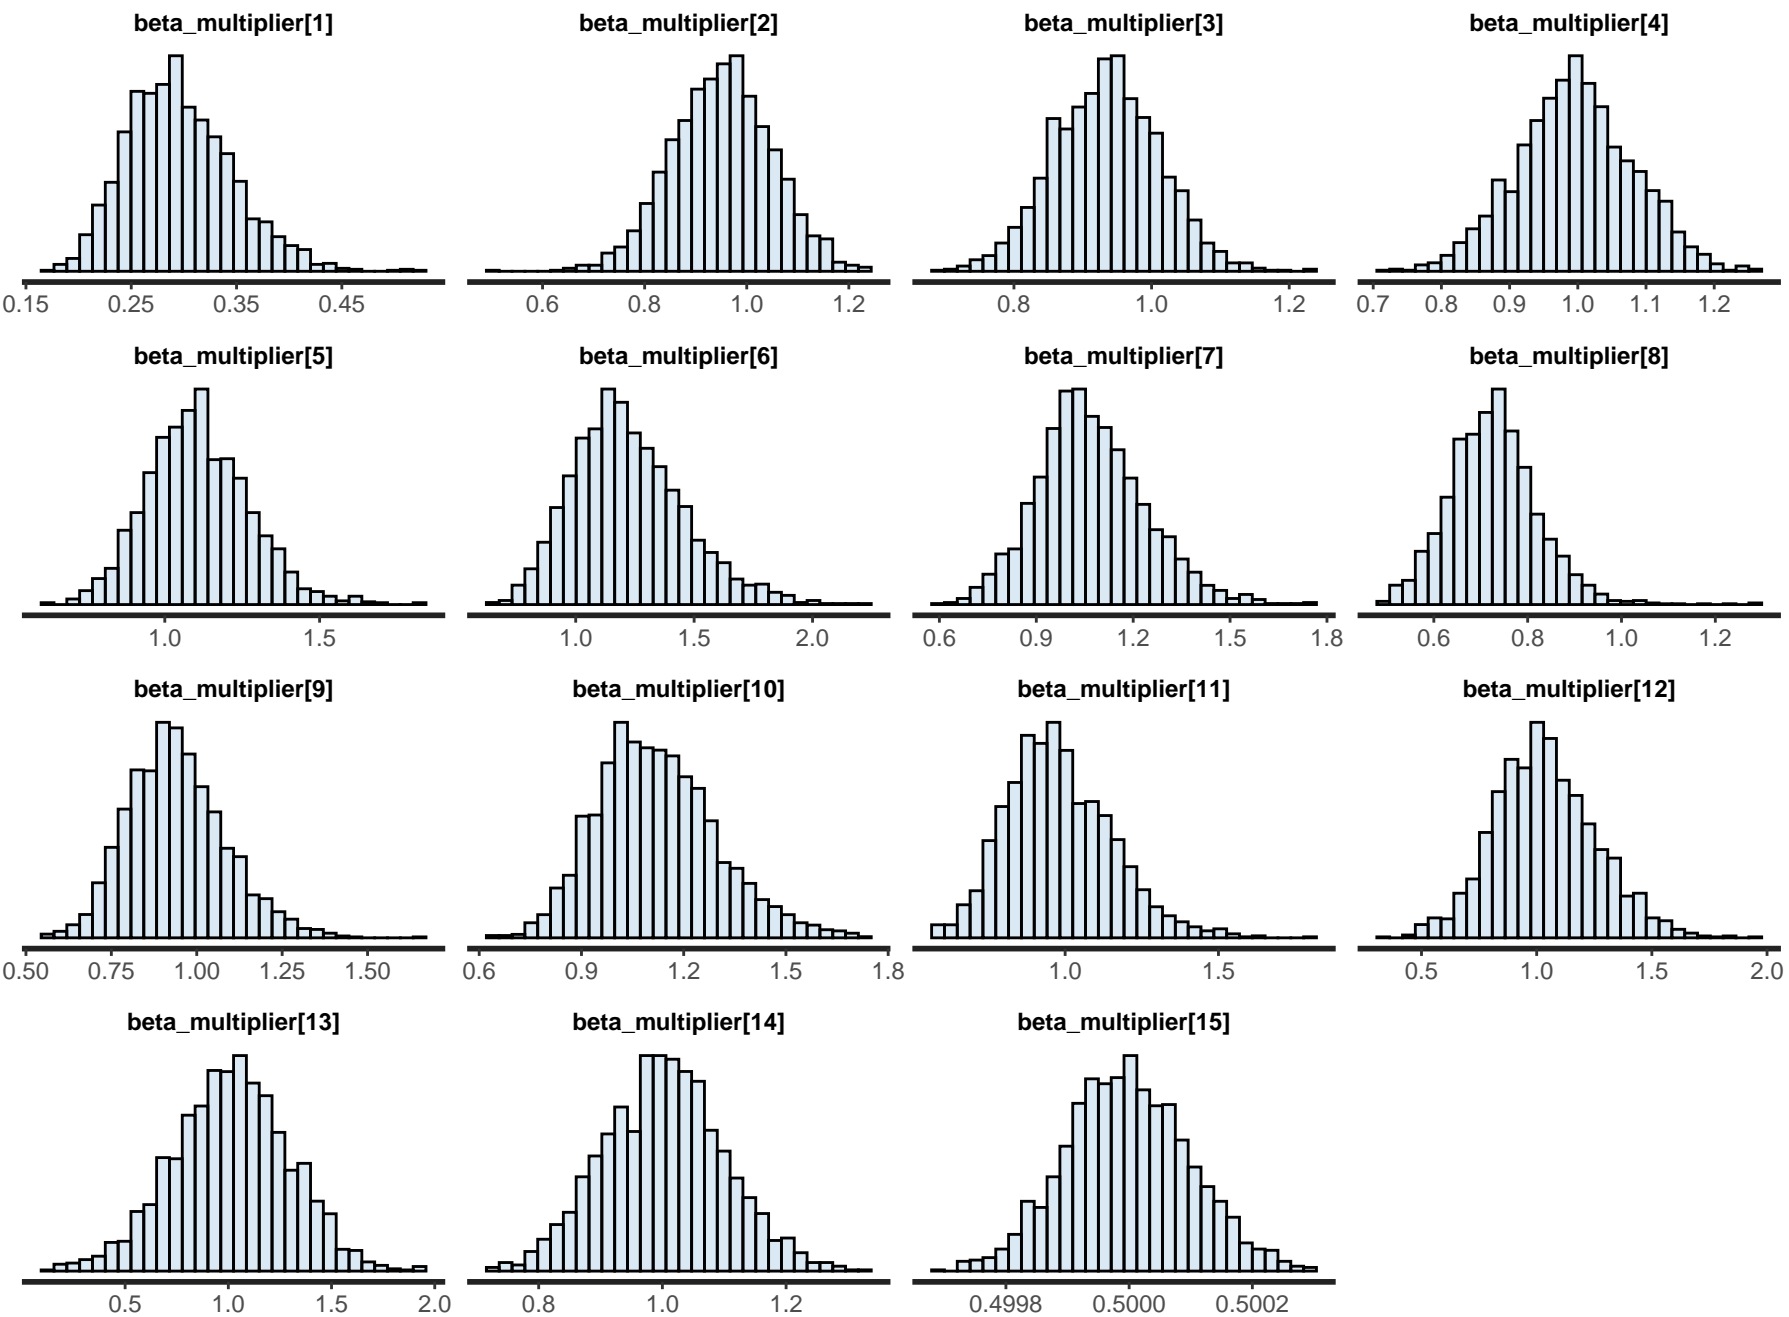 beta_multiplier[1] beta_multiplier[2] beta_multiplier[3] beta_multiplier[4]
0.15 0.25 0.35 0.45 0.6 0.8 1.0 1.2 0.8 1.0 1.2 0.7 0.8 0.9 1.0 1.1 1.2
beta_multiplier[5] beta_multiplier[6] beta_multiplier[7] beta_multiplier[8]
1.0 1.5 1.0 1.5 2.0 0.6 0.9 1.2 1.5 1.8 0.6 0.8 1.0 1.2
beta_multiplier[9] beta_multiplier[10] beta_multiplier[11] beta_multiplier[12]
0.50 0.75 1.00 1.25 1.50 0.6 0.9 1.2 1.5 1.8 1.0 1.5 0.5 1.0 1.5 2.0
beta_multiplier[13] beta_multiplier[14] beta_multiplier[15]
0.5 1.0 1.5 2.0 0.8 1.0 1.2 0.4998 0.5000 0.5002